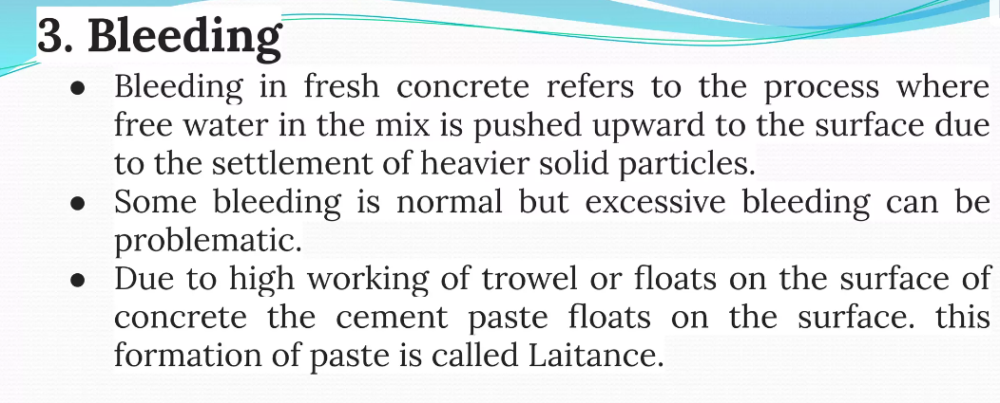 3. Bleeding
● Bleeding in fresh concrete refers to the process where
free water in the mix is pushed upward to the surface due
to the settlement of heavier solid particles.
● Some bleeding is normal but excessive bleeding can be
problematic.
● Due to high working of trowel or floats on the surface of
concrete the cement paste floats on the surface. this
formation of paste is called Laitance.